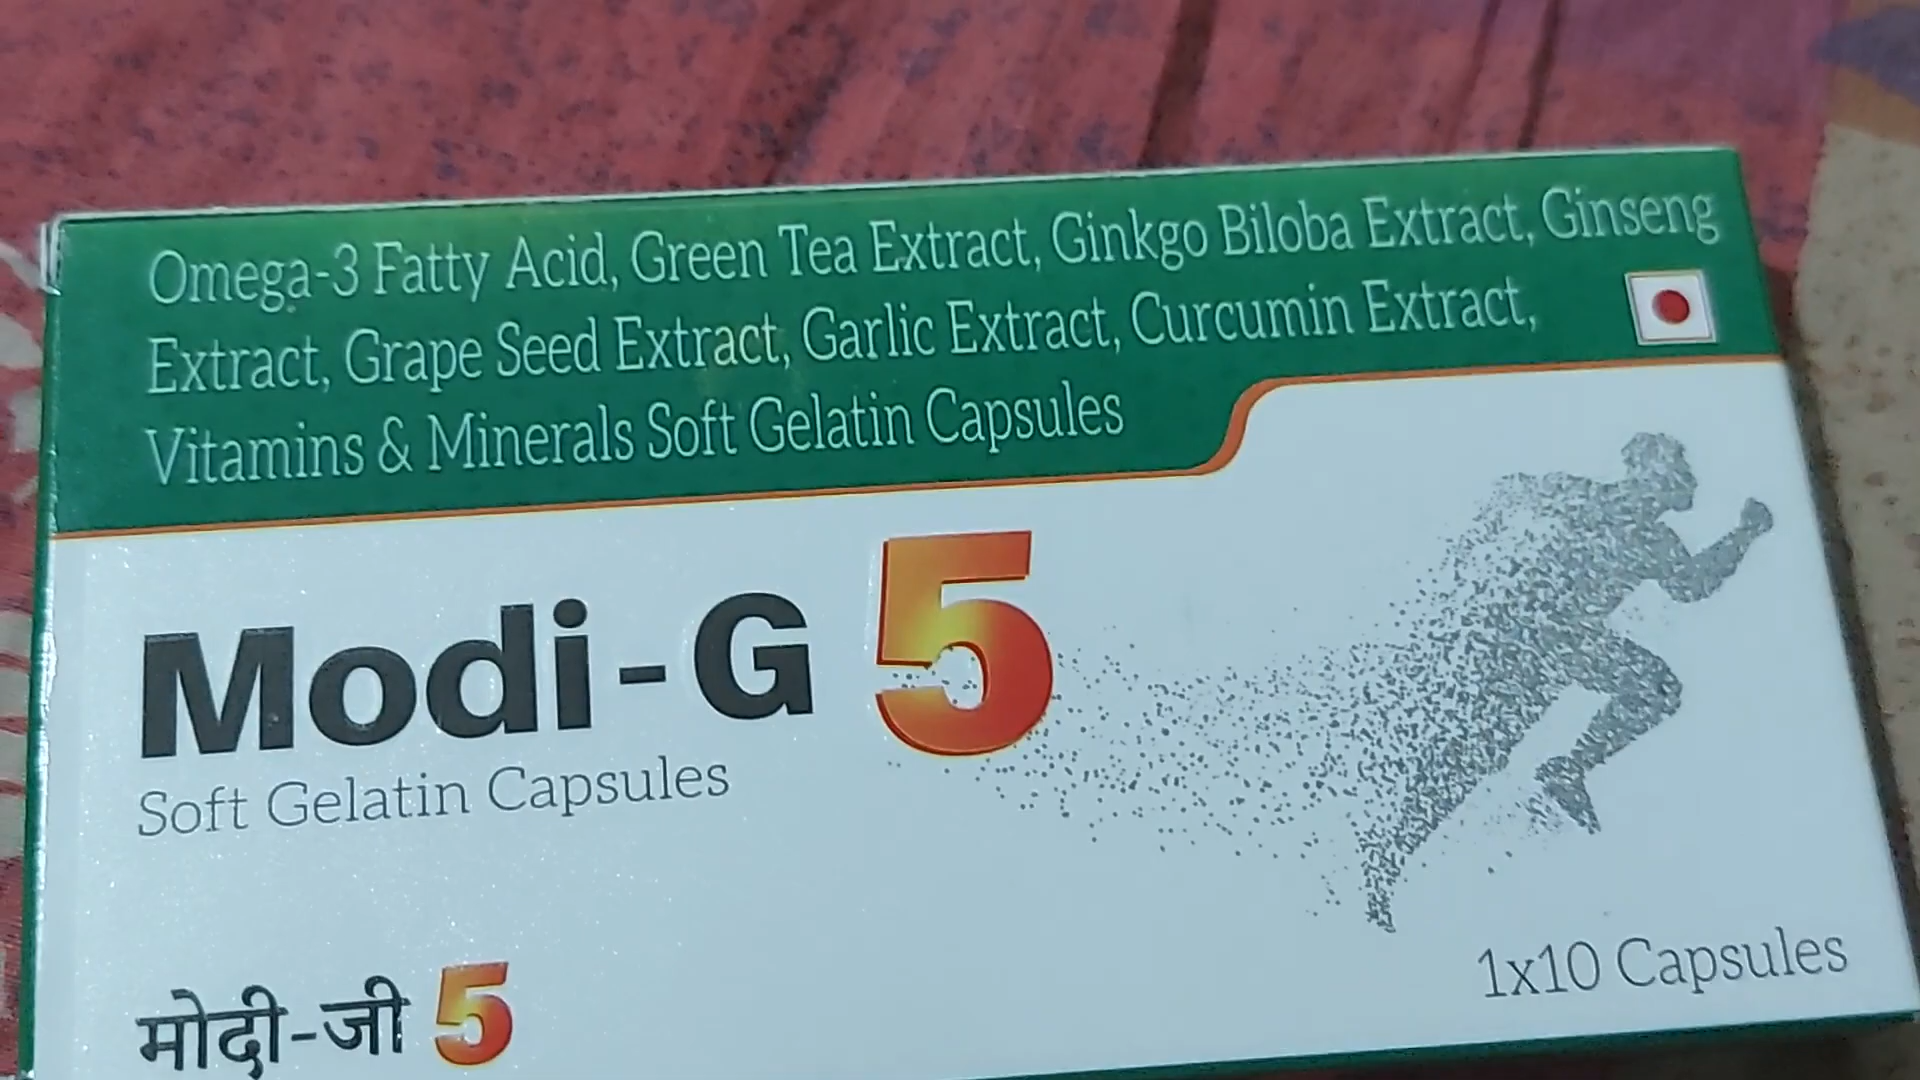 Omega-3 Fatty Acid, Green Tea Extract, Ginkgo Biloba Extract, Ginseng
Extract, Grape Seed Extract, Garlic Extract, Curcumin Extract,
Vitamins & Minerals Soft Gelatin Capsules
Modi-G 5
Soft Gelatin Capsules
मोदी-जी 5
1x10 Capsules